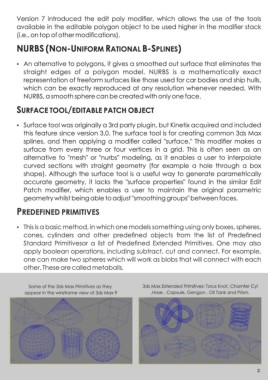 Version 7 introduced the edit poly modifier, which allows the use of the tools
available in the editable polygon object to be used higher in the modifier stack
(i.e., on top of other modifications).
NURBS (NON-UNIFORM RATIONAL B-SPLINES)
• An alternative to polygons, it gives a smoothed out surface that eliminates the
straight edges of a polygon model. NURBS is a mathematically exact
representation of freeform surfaces like those used for car bodies and ship hulls,
which can be exactly reproduced at any resolution whenever needed. With
NURBS, a smooth sphere can be created with only one face.
SURFACE TOOL/EDITABLE PATCH OBJECT
• Surface tool was originally a 3rd party plugin, but Kinetix acquired and included
this feature since version 3.0. The surface tool is for creating common 3ds Max
splines, and then applying a modifier called "surface." This modifier makes a
surface from every three or four vertices in a grid. This is often seen as an
alternative to "mesh" or "nurbs" modeling, as it enables a user to interpolate
curved sections with straight geometry (for example a hole through a box
shape). Although the surface tool is a useful way to generate parametrically
accurate geometry, it lacks the "surface properties" found in the similar Edit
Patch modifier, which enables a user to maintain the original parametric
geometry whilst being able to adjust "smoothing groups" between faces.
PREDEFINED PRIMITIVES
• This is a basic method, in which one models something using only boxes, spheres,
cones, cylinders and other predefined objects from the list of Predefined
Standard Primitivesor a list of Predefined Extended Primitives. One may also
apply boolean operations, including subtract, cut and connect. For example,
one can make two spheres which will work as blobs that will connect with each
other. These are called metaballs.
Some of the 3ds Max Primitives as they
appear in the wireframe view of 3ds Max 9
3ds Max Extended Primitives: Torus Knot, Chamfer Cyl
,Hose , Capsule, Gengon , Oil Tank and Prism.